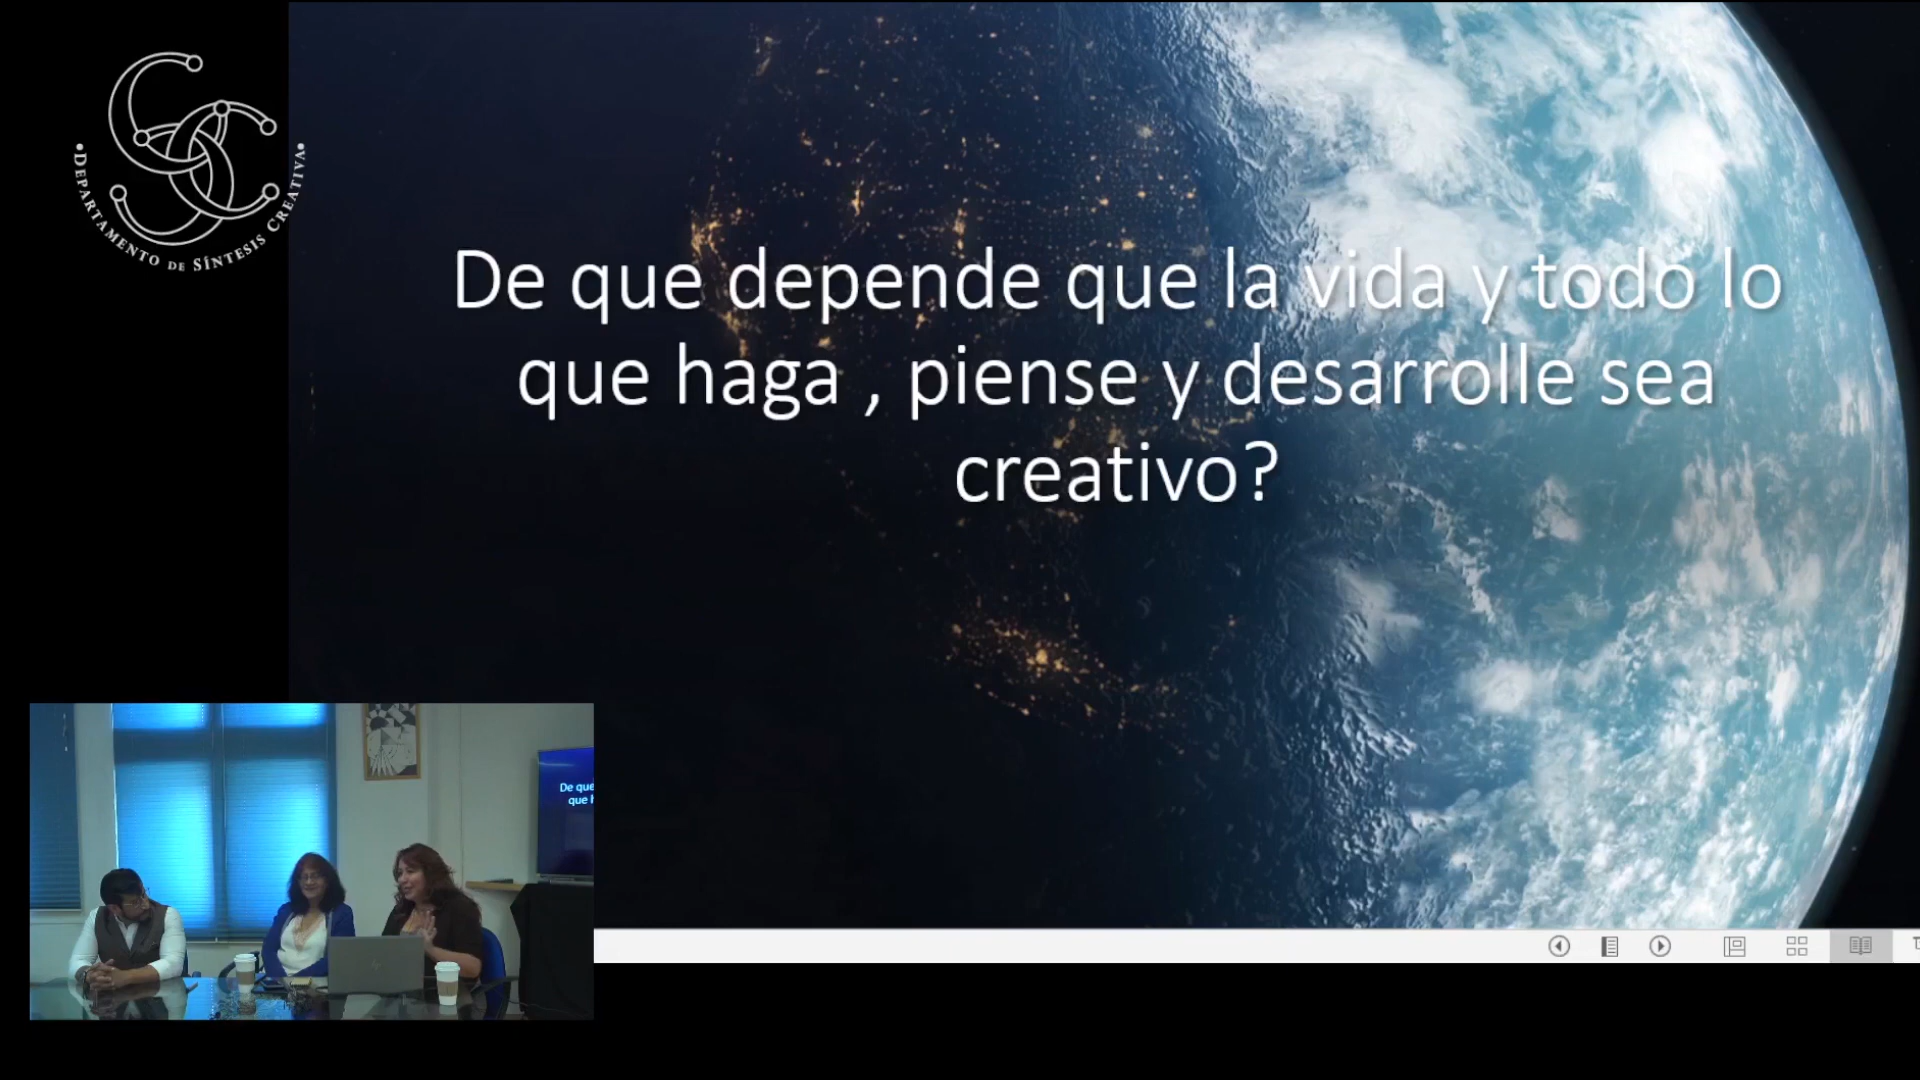 •DEPARTAMENTO DE SÍNTESIS CREATIVA•
De que depende que la vida y todo lo
que haga , piense y desarrolle sea
creativo?
De que
que h